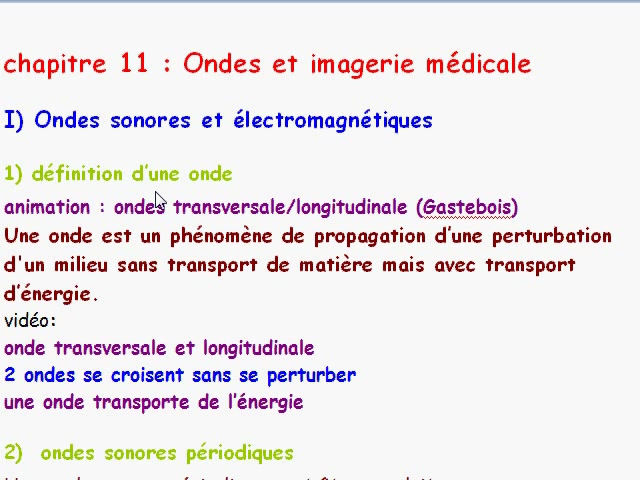 chapitre 11 : Ondes et imagerie médicale
I) Ondes sonores et électromagnétiques
1) définition d'une onde
animation : ondes transversale/longitudinale (Gastebois)
Une onde est un phénomène de propagation d'une perturbation
d'un milieu sans transport de matière mais avec transport
d'énergie.
vidéo:
onde transversale et longitudinale
2 ondes se croisent sans se perturber
une onde transporte de l'énergie
2) ondes sonores périodiques